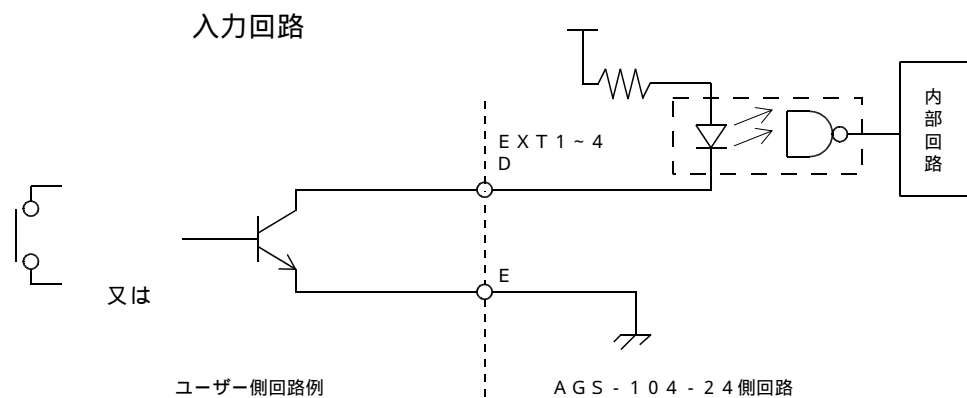 入力回路
ＥＸＴ１~４
Ｄ
内部回路
Ｅ
又は
ユーザー側回路例
ＡＧＳ-１０４-２４側回路